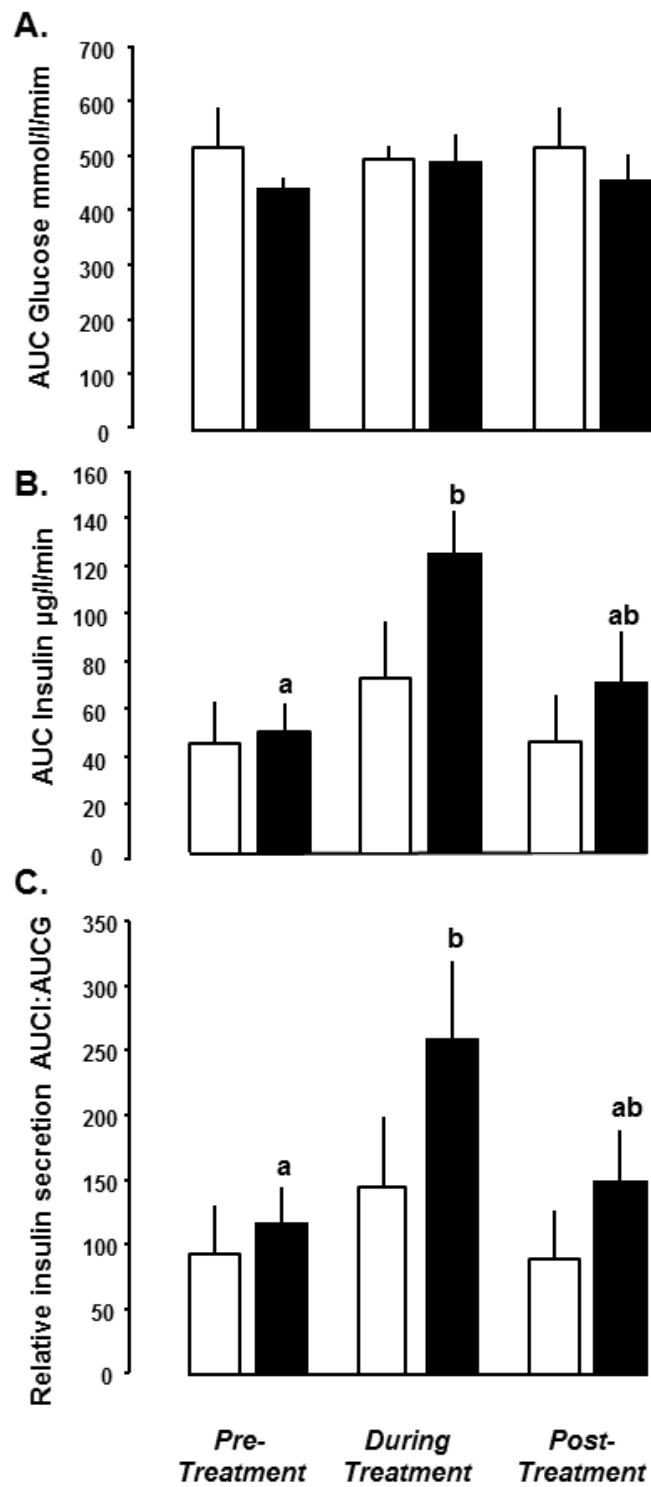 A.
AUC Glucose mmol/l/mim
700
600
500
400
300
200
100
0
B.
AUC Insulin µg/l/min
160
140
120
100
80
60
40
20
0
a
b
ab
C.
Relative insulin secretion AUCI:AUCG
350
300
250
200
150
100
50
0
a
b
ab
Pre-
Treatment
During
Treatment
Post-
Treatment